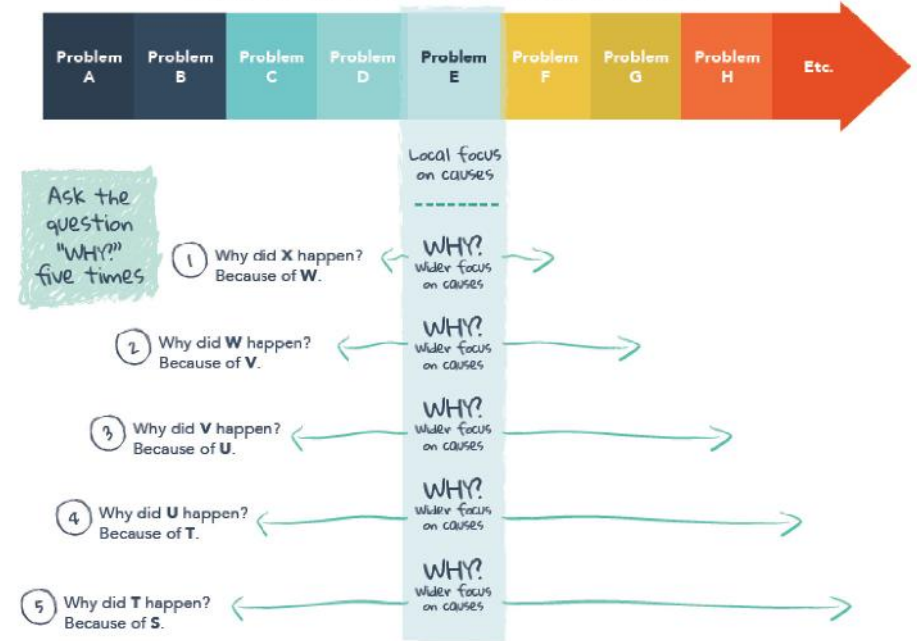 Problem A
Problem B
Problem C
Problem D
Problem E
Problem F
Problem G
Problem H
Etc.
Local focus
on causes
Ask the
question
"WHY?"
five times
1 Why did X happen?
Because of W.
WHY?
Wider focus
on causes
2 Why did W happen?
Because of V.
WHY?
Wider focus
on causes
3 Why did V happen?
Because of U.
WHY?
Wider focus
on causes
4 Why did U happen?
Because of T.
WHY?
Wider focus
on causes
5 Why did T happen?
Because of S.
WHY?
Wider focus
on causes